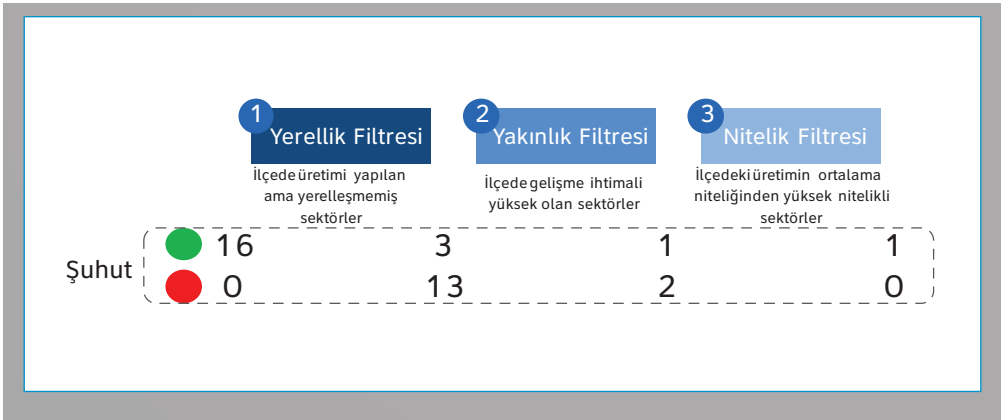 1
Yerellik Filtresi
İlçede üretimi yapılan
ama yerelleşmemiş
sektörler
2
Yakınlık Filtresi
İlçede gelişme ihtimali
yüksek olan sektörler
3
Nitelik Filtresi
İlçedeki üretimin ortalama
niteliğinden yüksek nitelikli
sektörler
Şuhut
16 3 1 1
0 13 2 0